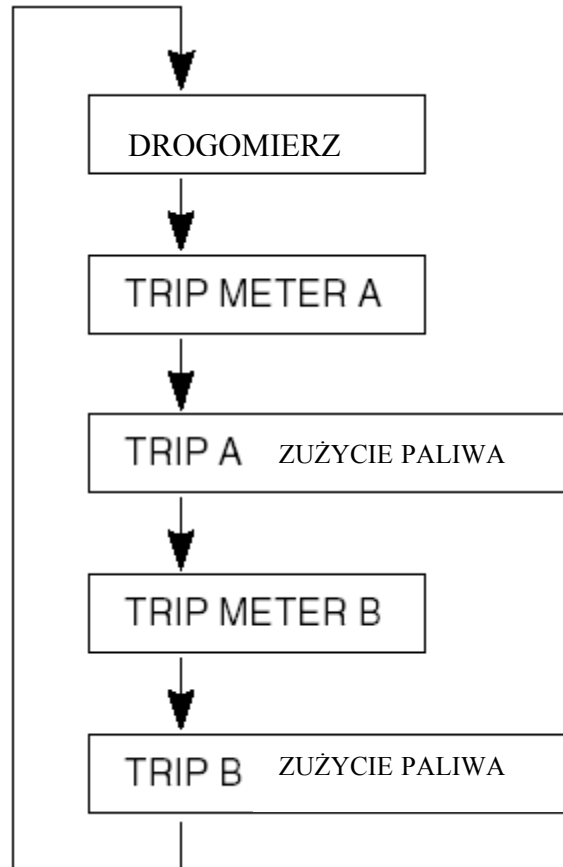 DROGOMIERZ
TRIP METER A
TRIP A ZUŻYCIE PALIWA
TRIP METER B
TRIP B ZUŻYCIE PALIWA